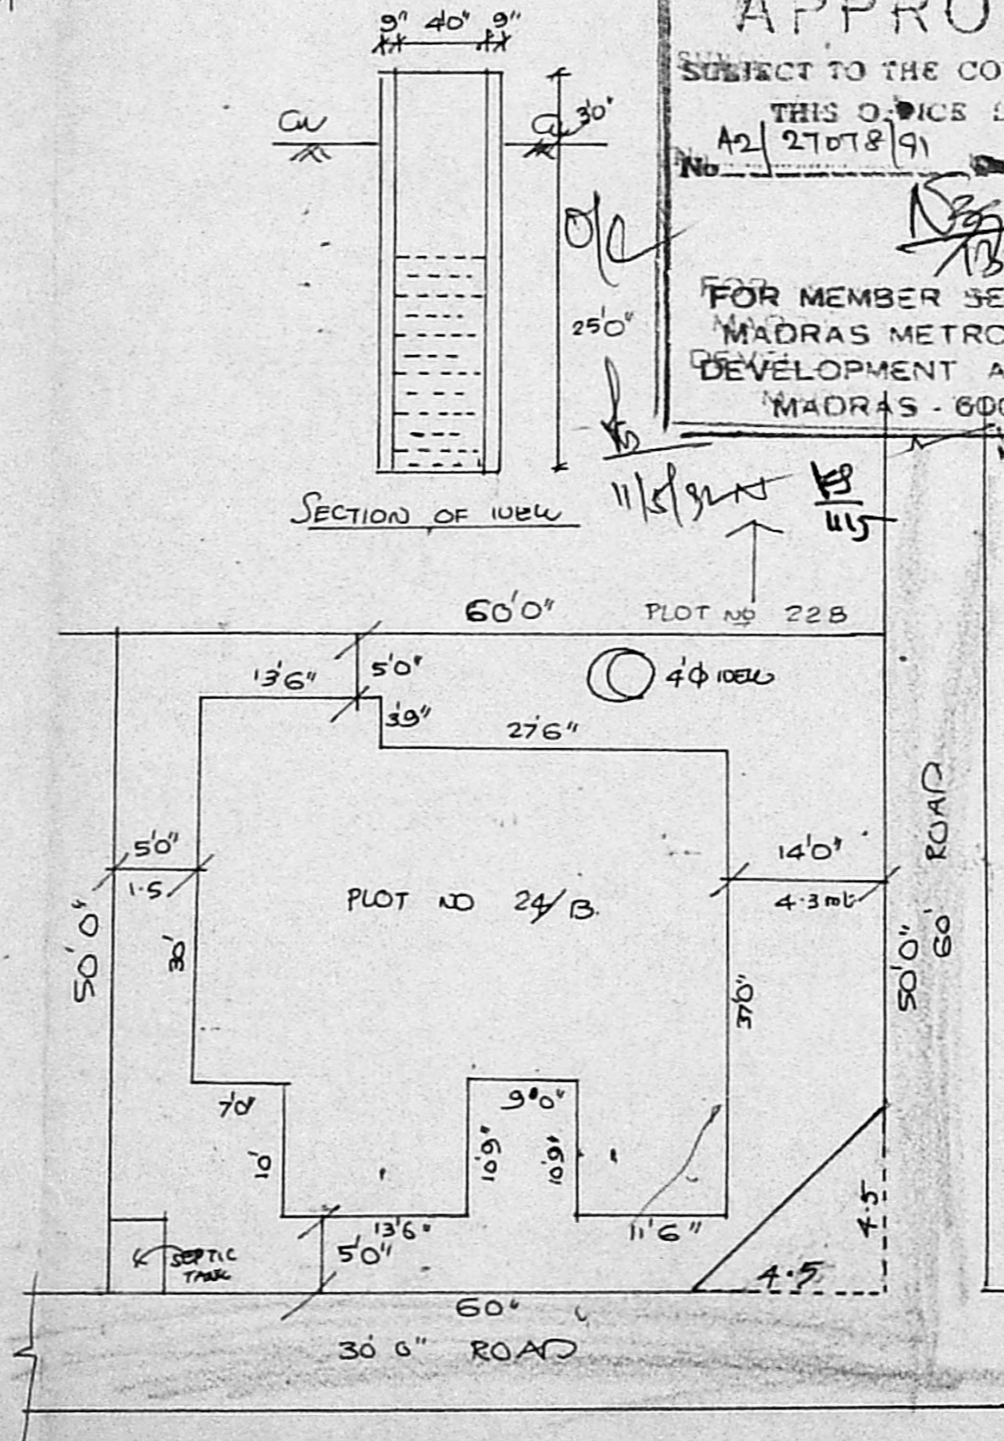 9" 4'0" 9"
APPRO
SUBJECT TO THE CO
THIS OFFICE
No A2/27078/91
3'0"
25'0"
FOR MEMBER SE
MADRAS METRO
DEVELOPMENT A
MADRAS - 600
SECTION OF WELL
11/5/92 N
60'0"
PLOT NO 22B
13'6"
5'0"
4'Φ WELL
3'9"
27'6"
5'0"
1.5
14'0"
4.3 mt
PLOT NO 24/B.
50'0"
30'
37'0"
50'0"
60' ROAD
7'0"
9'0"
10'
10'9"
10'9"
13'6"
11'6"
5'0"
4.5
4.5
SEPTIC
TANK
60"
30'0" ROAD